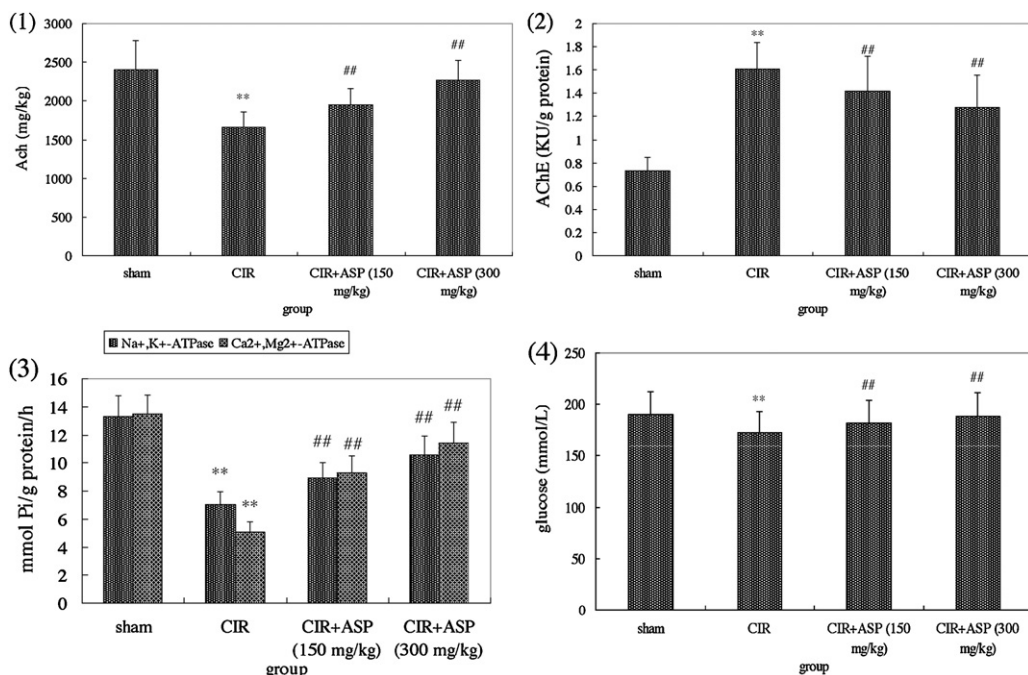 (1)
3000
2500
2000
1500
1000
500
0
Ach (mg/kg)
**
##
##
sham
CIR
CIR+ASP (150
mg/kg)
CIR+ASP (300
mg/kg)
group
(2)
2
1.8
1.6
1.4
1.2
1
0.8
0.6
0.4
0.2
0
AChE (KU/g protein)
**
##
##
sham
CIR
CIR+ASP (150
mg/kg)
CIR+ASP (300
mg/kg)
group
Na+,K+-ATPase Ca2+,Mg2+-ATPase
(3)
16
14
12
10
8
6
4
2
0
mmol Pi/g protein/h
**
**
##
##
##
##
sham
CIR
CIR+ASP
(150 mg/kg)
CIR+ASP
(300 mg/kg)
group
(4)
250
200
150
100
50
0
glucose (mmol/L)
**
##
##
sham
CIR
CIR+ASP (150
mg/kg)
CIR+ASP (300
mg/kg)
group